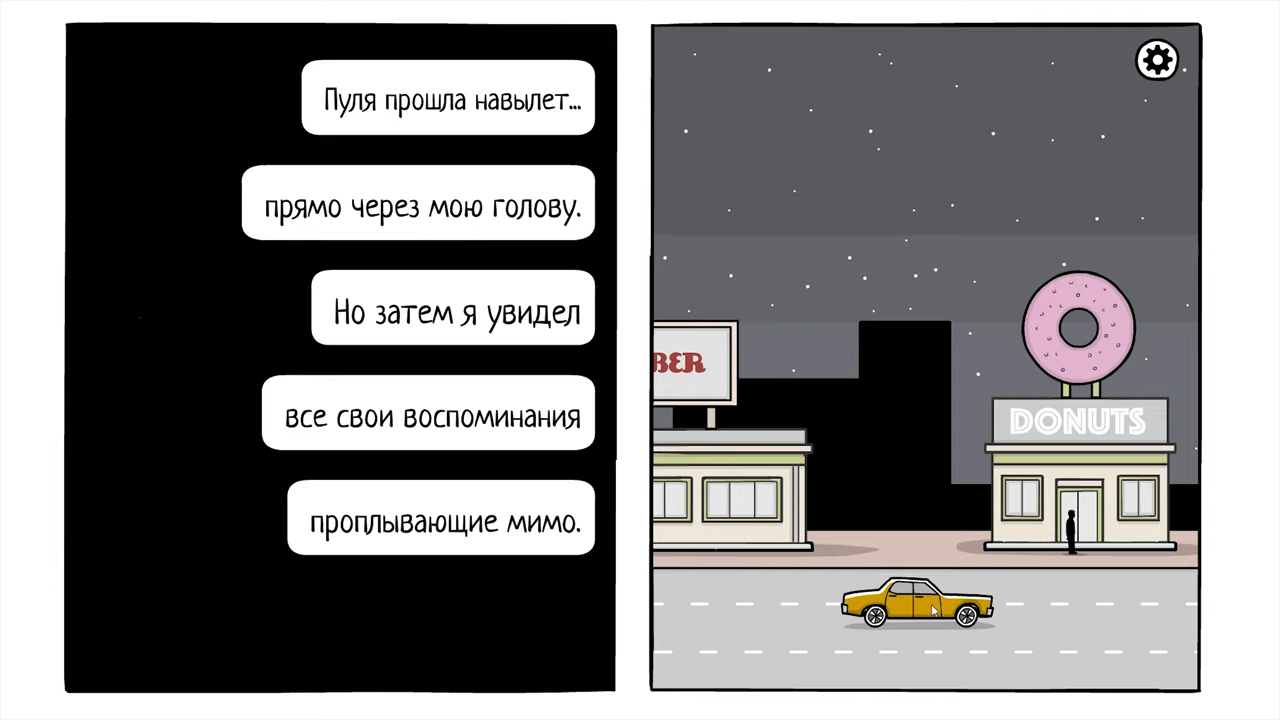 Пуля прошла навылет...
прямо через мою голову.
Но затем я увидел
все свои воспоминания
проплывающие мимо.
BER
DONUTS